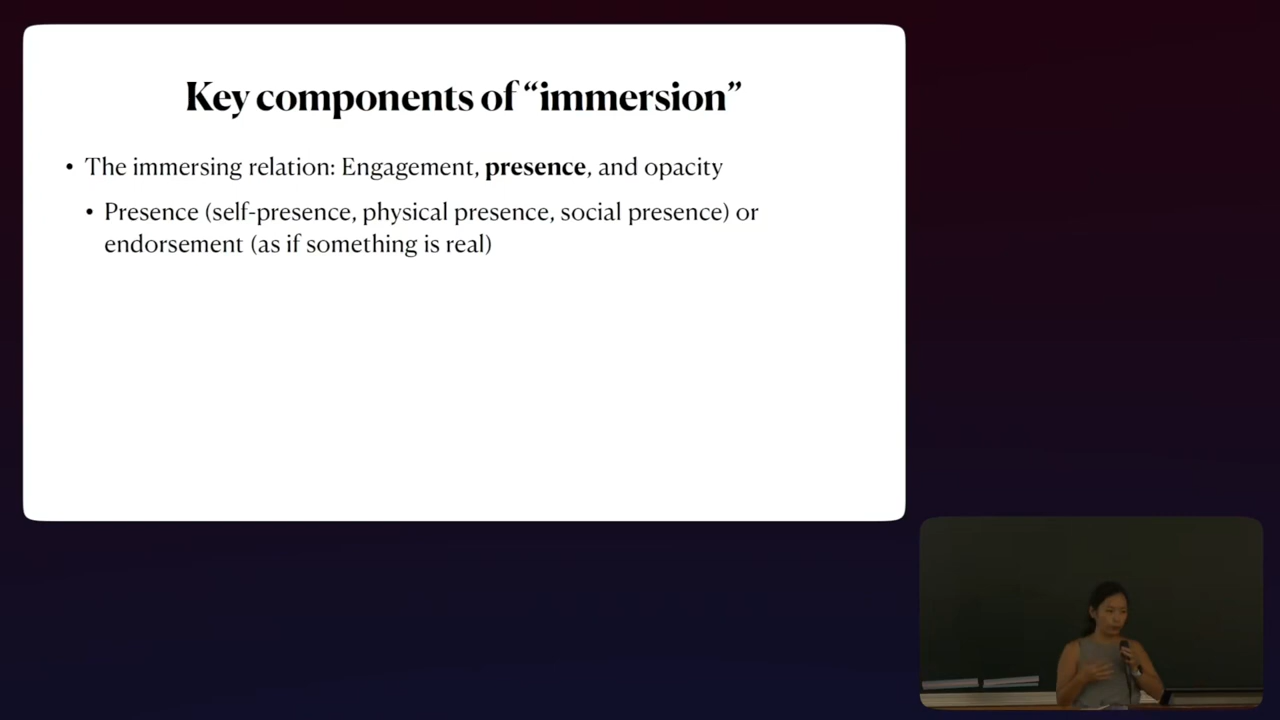 Key components of “immersion”
• The immersing relation: Engagement, presence, and opacity
• Presence (self-presence, physical presence, social presence) or
endorsement (as if something is real)